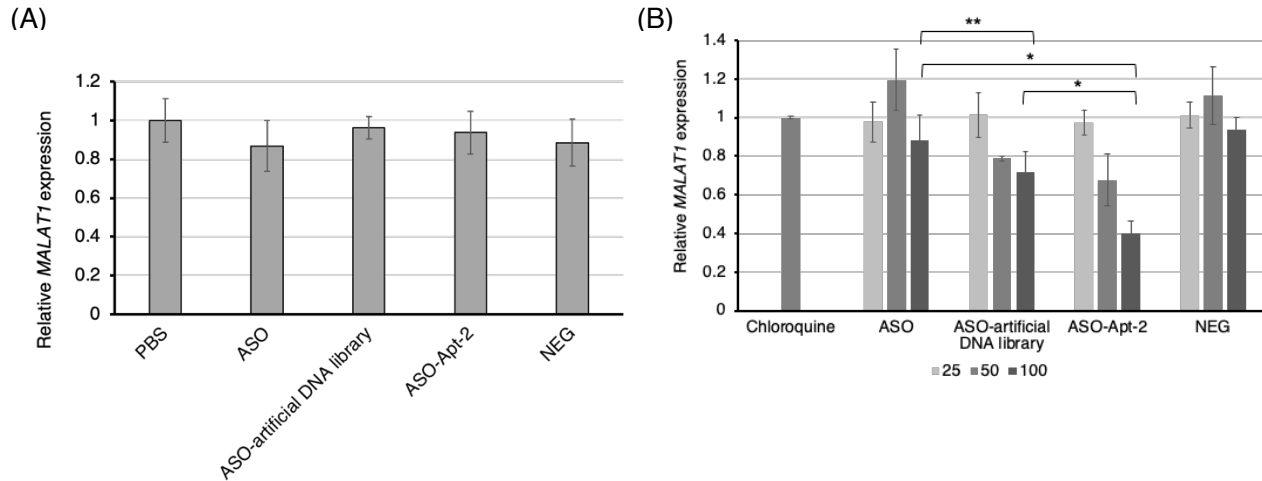 (A)
Relative MALAT1 expression
1.2
1
0.8
0.6
0.4
0.2
0
PBS
ASO
ASO-artificial DNA library
ASO-Apt-2
NEG
(B)
Relative MALAT1 expression
1.4
1.2
1
0.8
0.6
0.4
0.2
0
**
*
*
Chloroquine
ASO
ASO-artificial
DNA library
ASO-Apt-2
NEG
25 50 100